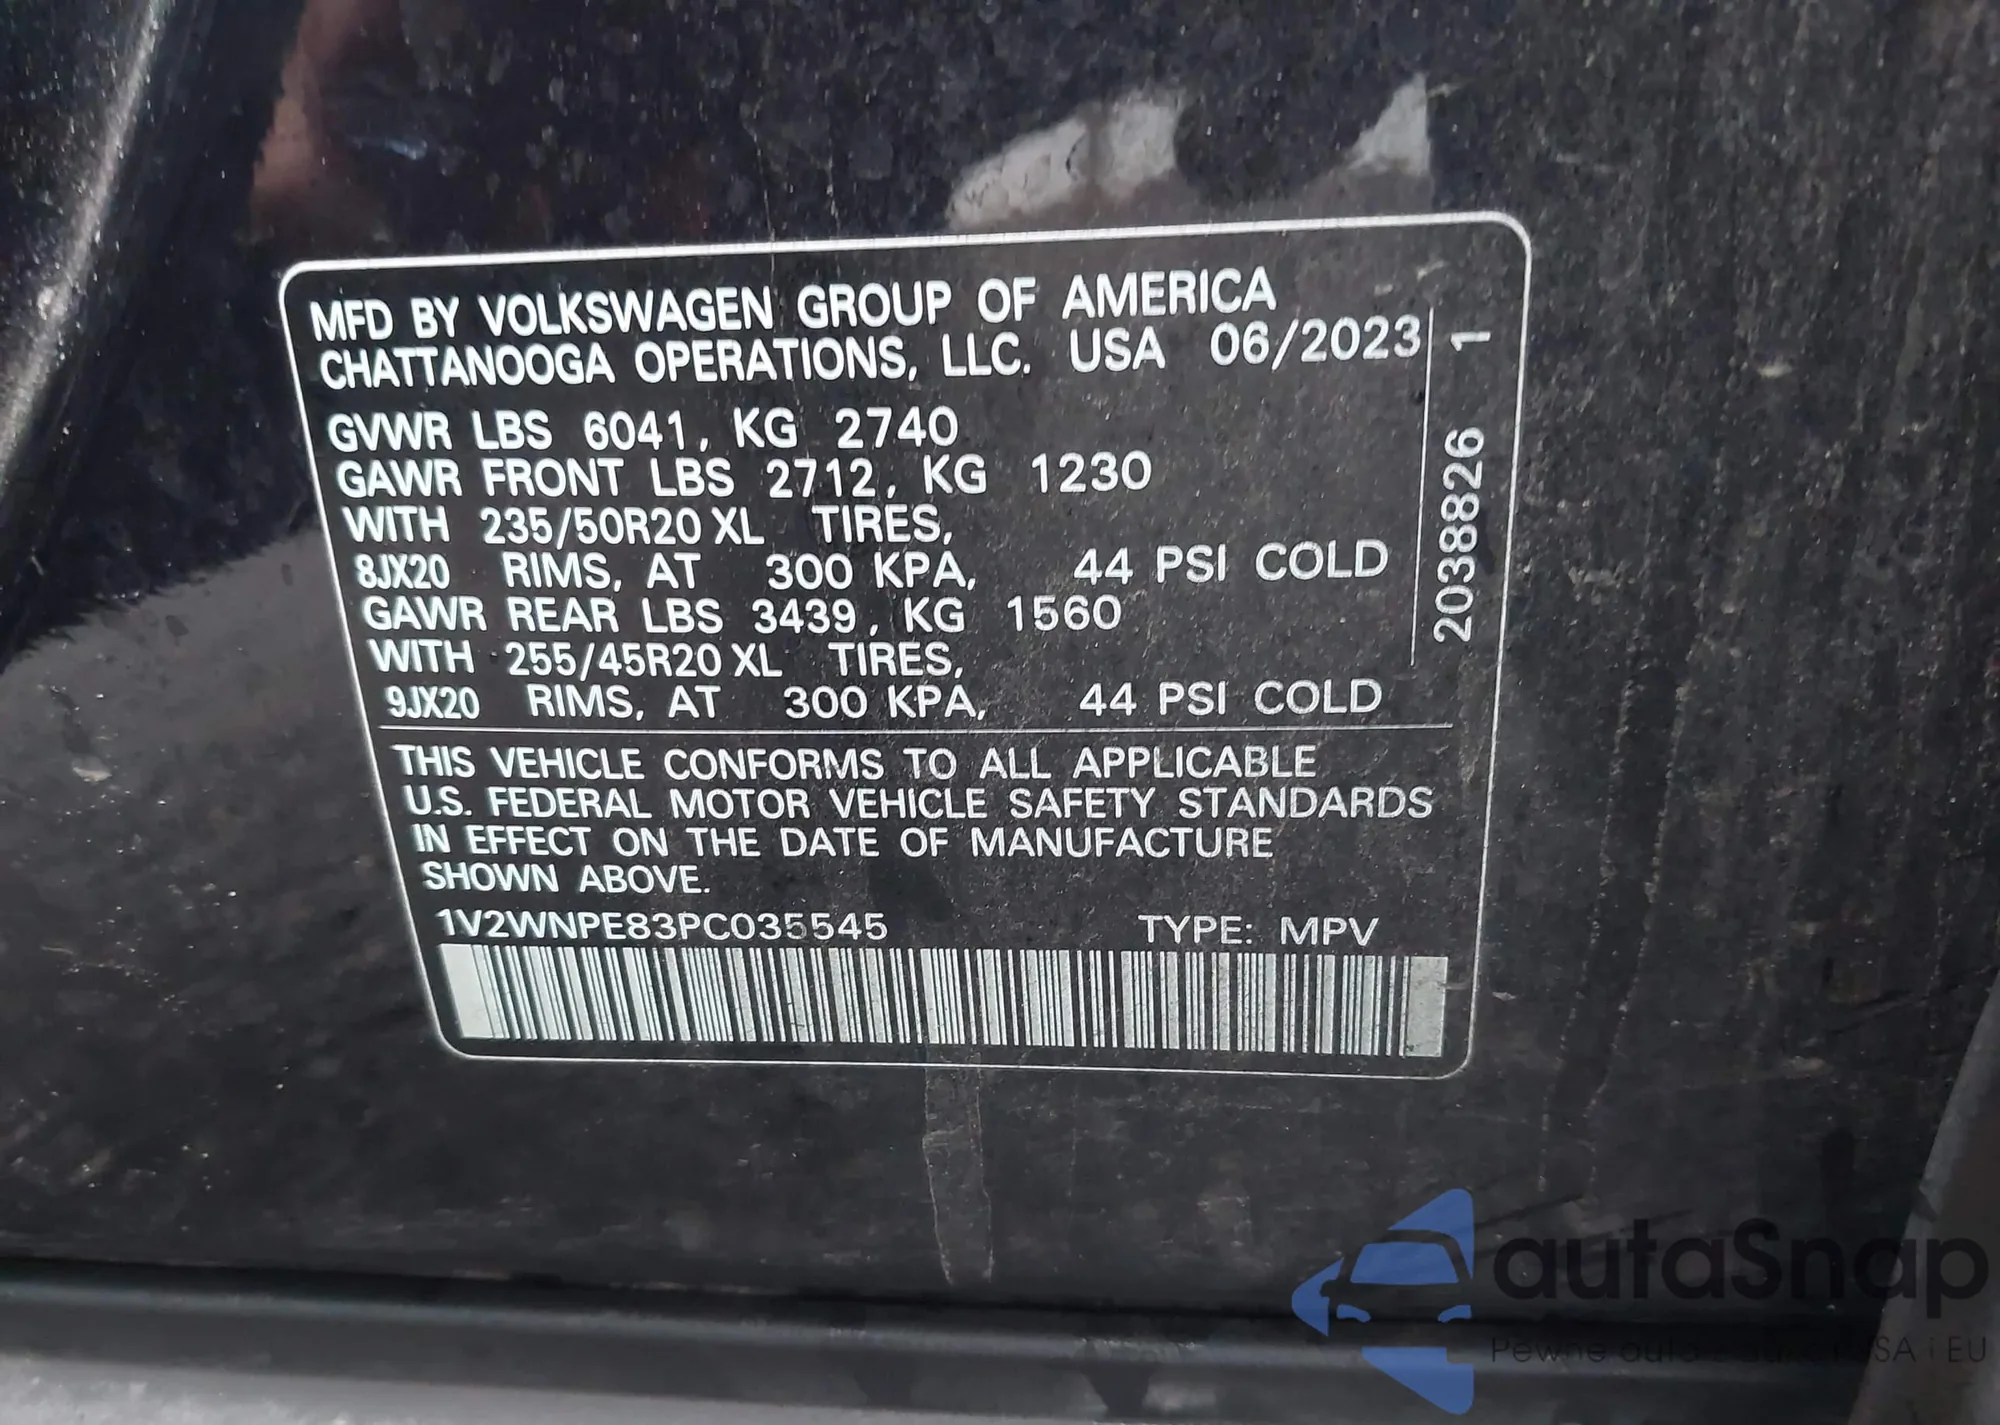 MFD BY VOLKSWAGEN GROUP OF AMERICA
CHATTANOOGA OPERATIONS, LLC. USA 06/2023
GVWR LBS 6041, KG 2740
GAWR FRONT LBS 2712, KG 1230
WITH 235/50R20 XL TIRES,
8JX20 RIMS, AT 300 KPA, 44 PSI COLD
GAWR REAR LBS 3439, KG 1560
WITH 255/45R20 XL TIRES,
9JX20 RIMS, AT 300 KPA, 44 PSI COLD
2038826 1
THIS VEHICLE CONFORMS TO ALL APPLICABLE
U.S. FEDERAL MOTOR VEHICLE SAFETY STANDARDS
IN EFFECT ON THE DATE OF MANUFACTURE
SHOWN ABOVE.
1V2WNPE83PC035545 TYPE: MPV
autaSnap
Pewne auta USA i EU